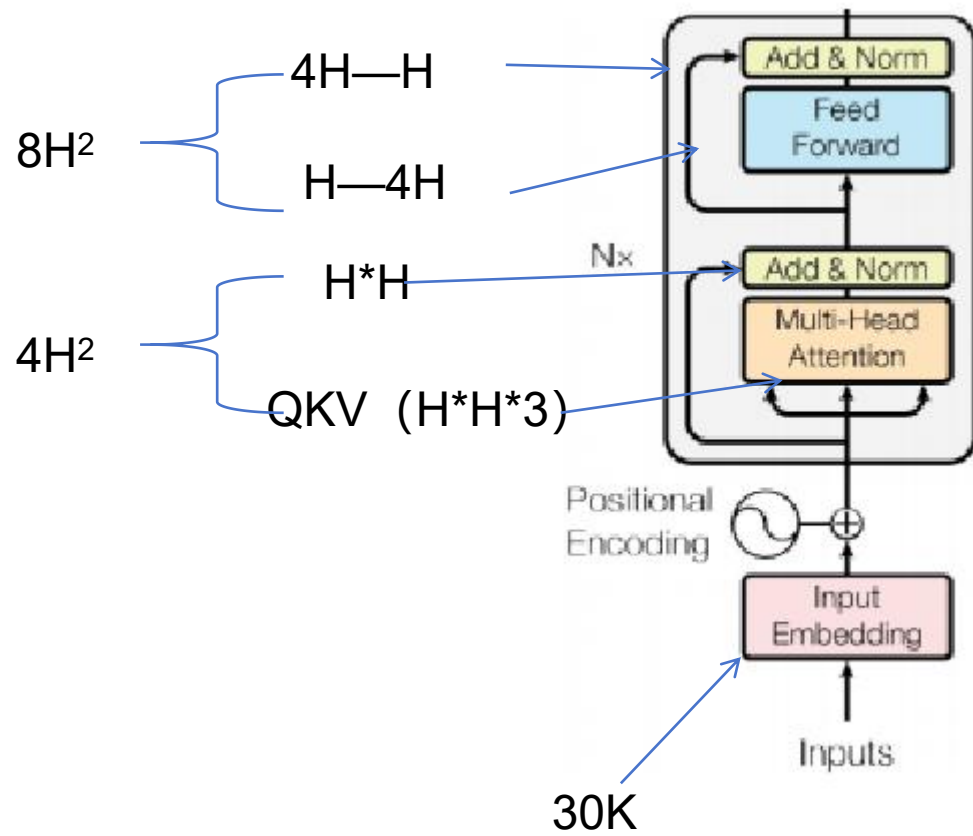 4H—H
8H²
H—4H
H*H
4H²
QKV (H*H*3)
30K
Add & Norm
Feed
Forward
Nx
Add & Norm
Multi-Head
Attention
Positional
Encoding
Input
Embedding
Inputs